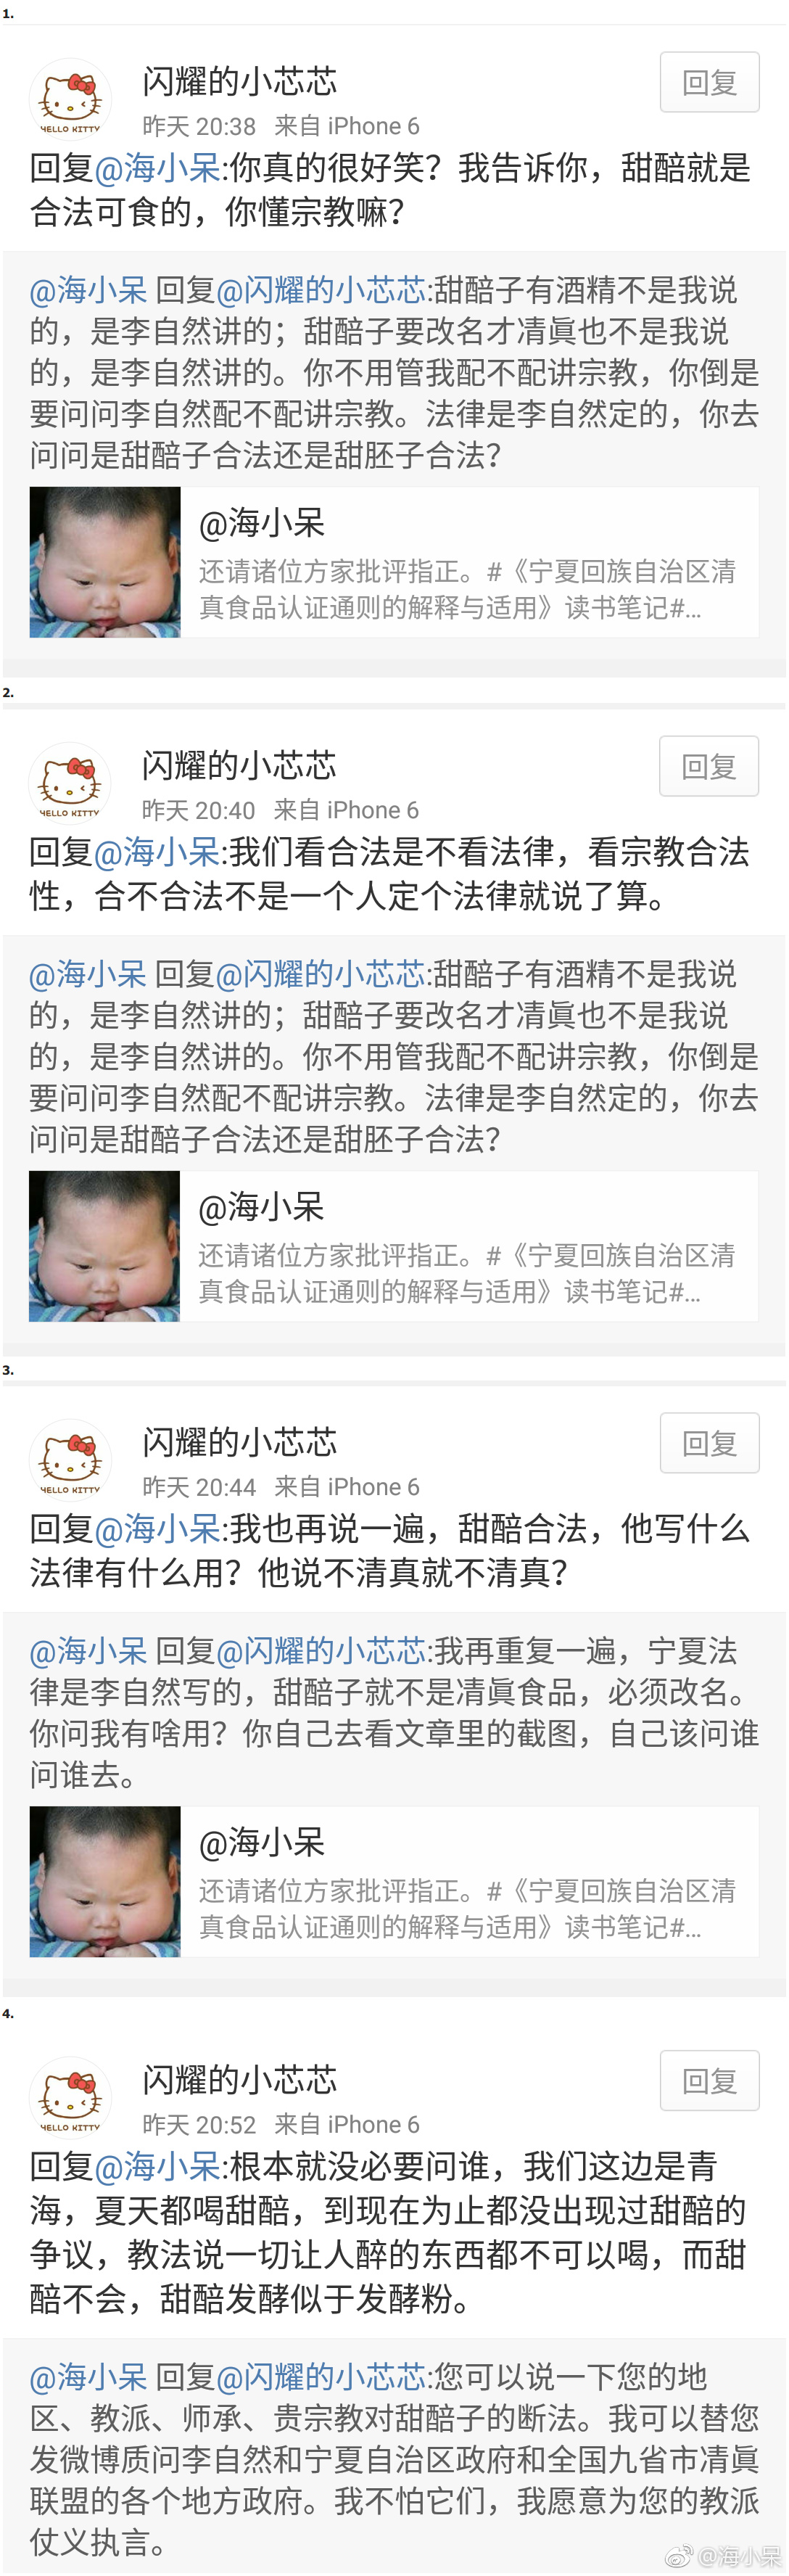 1.
闪耀的小芯芯
回复
昨天 20:38 来自 iPhone 6
HELLO KITTY
回复@海小呆:你真的很好笑？我告诉你，甜醅就是
合法可食的，你懂宗教嘛？
@海小呆 回复@闪耀的小芯芯:甜醅子有酒精不是我说
的，是李自然讲的；甜醅子要改名才凊眞也不是我说
的，是李自然讲的。你不用管我配不配讲宗教，你倒是
要问问李自然配不配讲宗教。法律是李自然定的，你去
问问是甜醅子合法还是甜胚子合法？
@海小呆
还请诸位方家批评指正。#《宁夏回族自治区清
真食品认证通则的解释与适用》读书笔记#...
2.
闪耀的小芯芯
回复
昨天 20:40 来自 iPhone 6
HELLO KITTY
回复@海小呆:我们看合法是不看法律，看宗教合法
性，合不合法不是一个人定个法律就说了算。
@海小呆 回复@闪耀的小芯芯:甜醅子有酒精不是我说
的，是李自然讲的；甜醅子要改名才凊眞也不是我说
的，是李自然讲的。你不用管我配不配讲宗教，你倒是
要问问李自然配不配讲宗教。法律是李自然定的，你去
问问是甜醅子合法还是甜胚子合法？
@海小呆
还请诸位方家批评指正。#《宁夏回族自治区清
真食品认证通则的解释与适用》读书笔记#...
3.
闪耀的小芯芯
回复
昨天 20:44 来自 iPhone 6
HELLO KITTY
回复@海小呆:我也再说一遍，甜醅合法，他写什么
法律有什么用？他说不清真就不清真？
@海小呆 回复@闪耀的小芯芯:我再重复一遍，宁夏法
律是李自然写的，甜醅子就不是凊眞食品，必须改名。
你问我有啥用？你自己去看文章里的截图，自己该问谁
问谁去。
@海小呆
还请诸位方家批评指正。#《宁夏回族自治区清
真食品认证通则的解释与适用》读书笔记#...
4.
闪耀的小芯芯
回复
昨天 20:52 来自 iPhone 6
HELLO KITTY
回复@海小呆:根本就没必要问谁，我们这边是青
海，夏天都喝甜醅，到现在为止都没出现过甜醅的
争议，教法说一切让人醉的东西都不可以喝，而甜
醅不会，甜醅发酵似于发酵粉。
@海小呆 回复@闪耀的小芯芯:您可以说一下您的地
区、教派、师承、贵宗教对甜醅子的断法。我可以替您
发微博质问李自然和宁夏自治区政府和全国九省市凊眞
联盟的各个地方政府。我不怕它们，我愿意为您的教派
仗义执言。
@海小呆